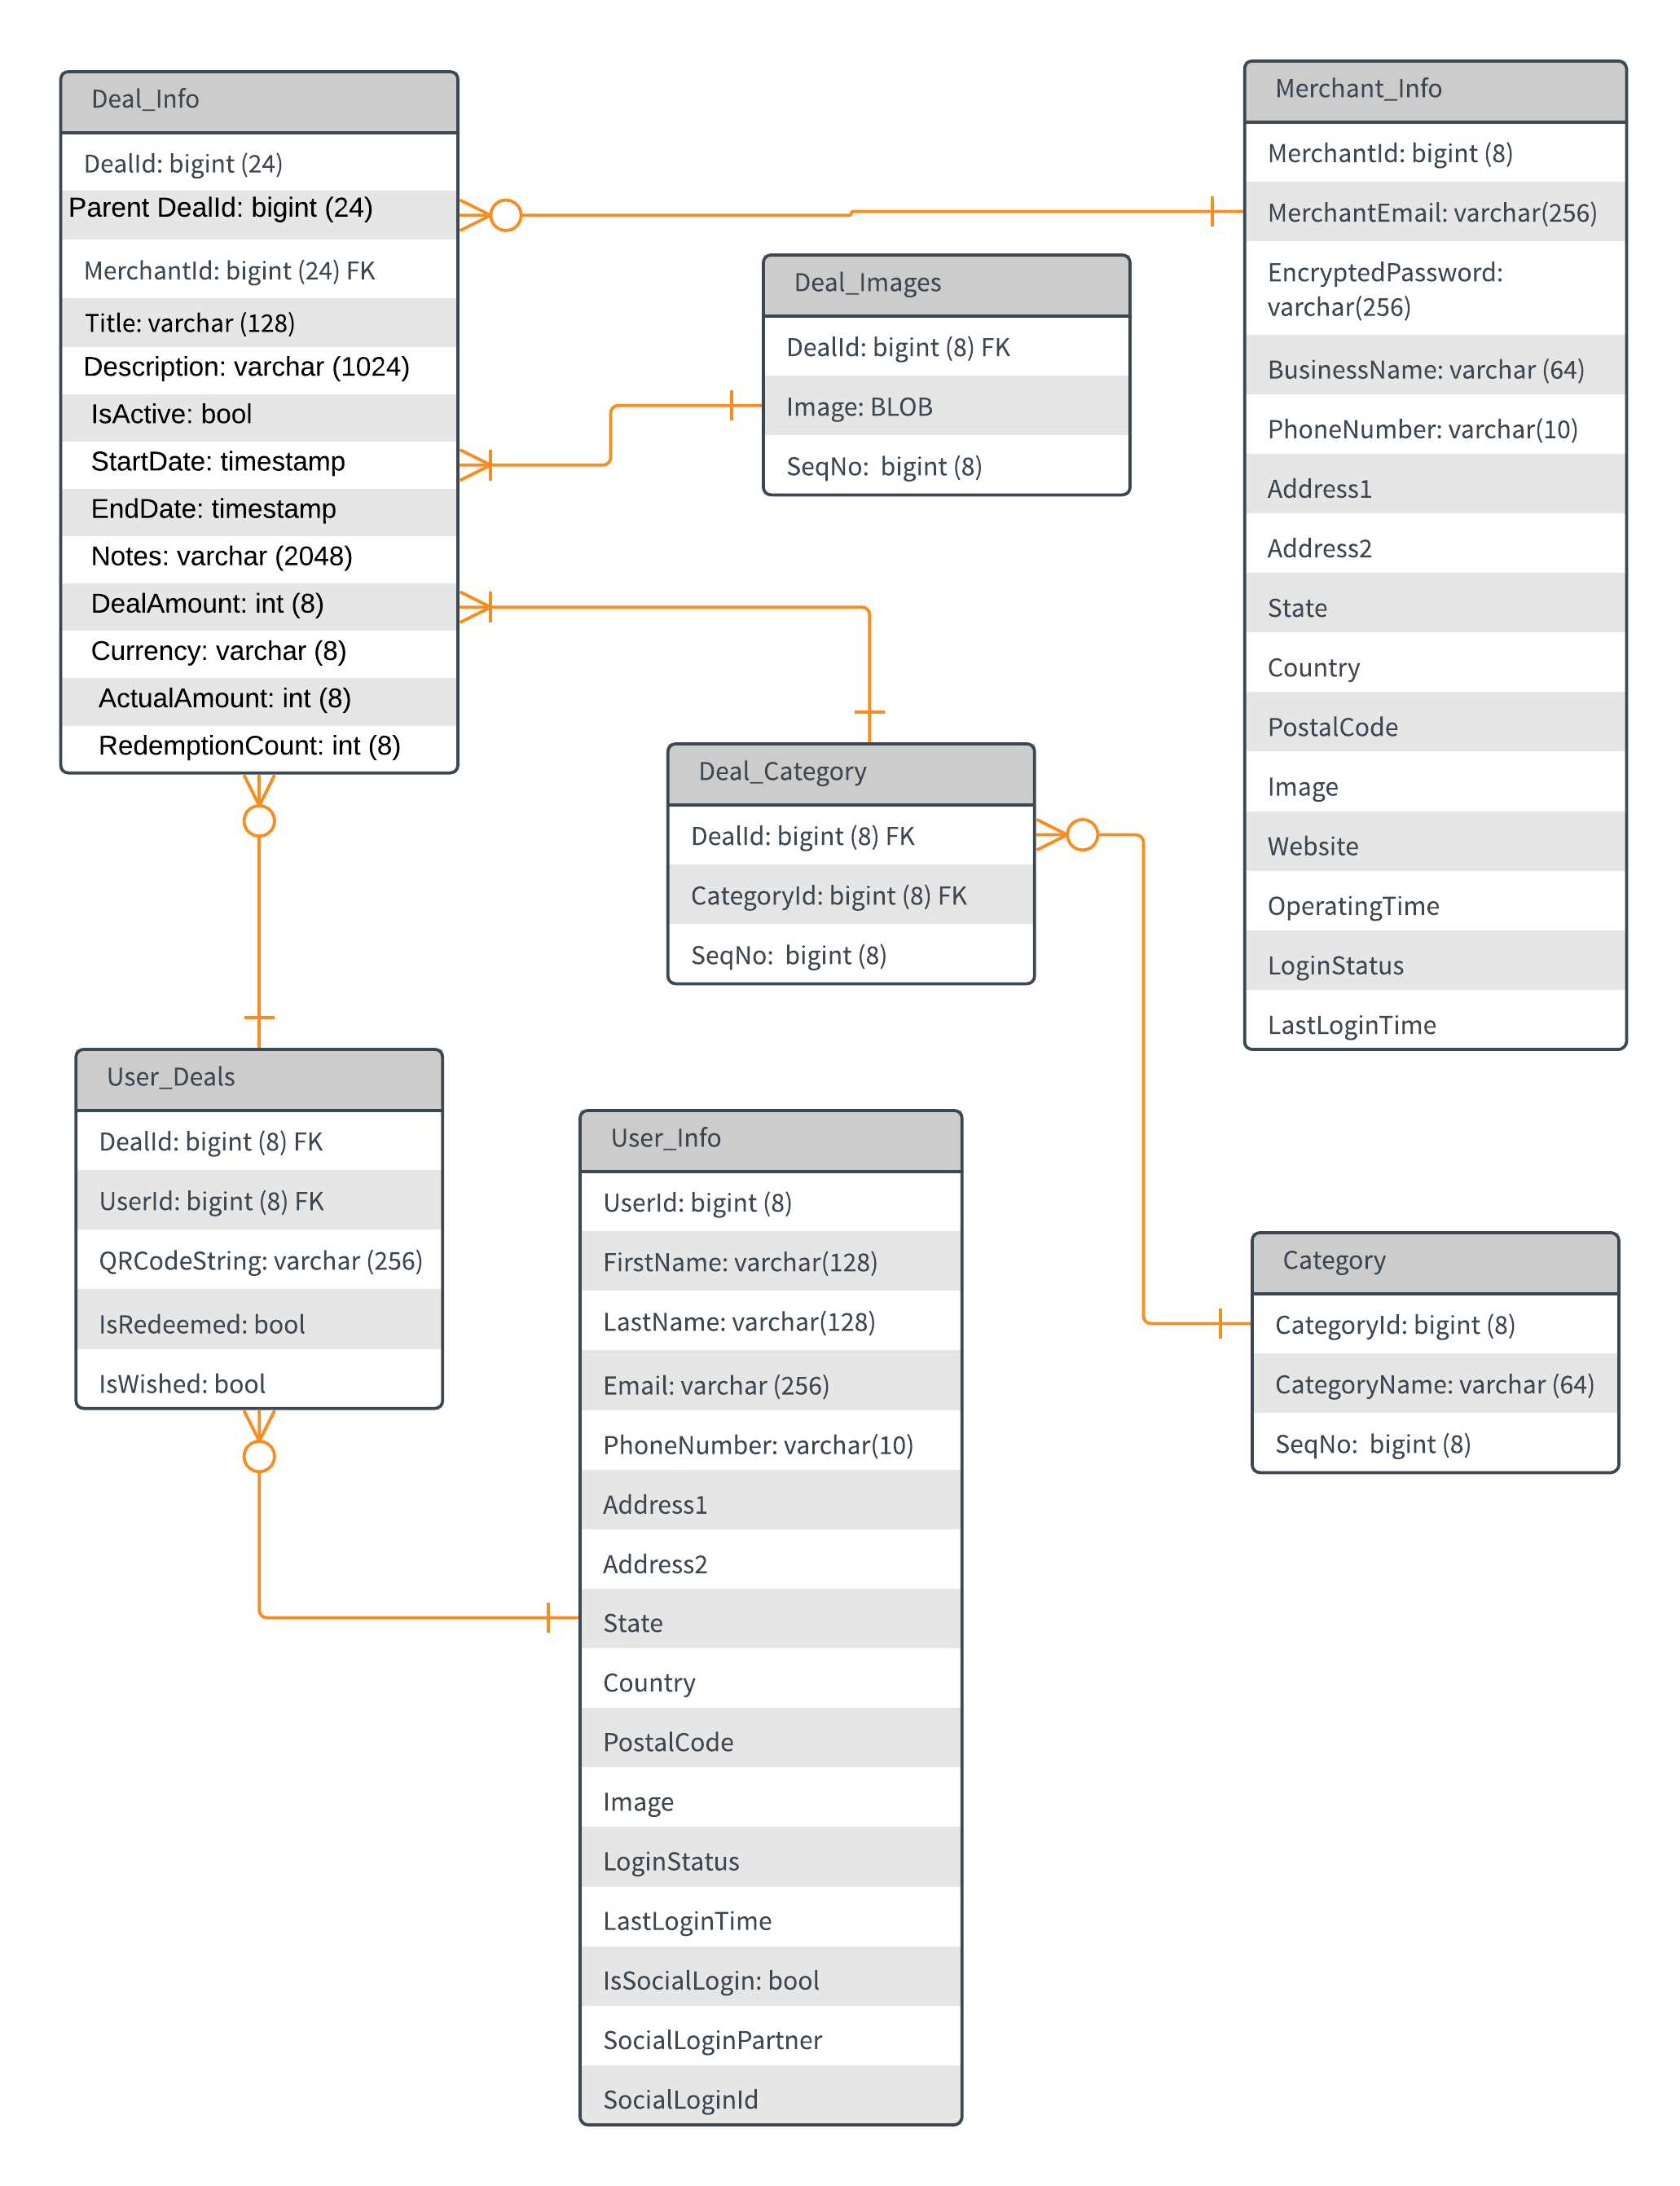 Deal_Info
DealId: bigint (24)
Parent DealId: bigint (24)
MerchantId: bigint (24) FK
Title: varchar (128)
Description: varchar (1024)
IsActive: bool
StartDate: timestamp
EndDate: timestamp
Notes: varchar (2048)
DealAmount: int (8)
Currency: varchar (8)
ActualAmount: int (8)
RedemptionCount: int (8)
Merchant_Info
MerchantId: bigint (8)
MerchantEmail: varchar(256)
EncryptedPassword:
varchar(256)
BusinessName: varchar (64)
PhoneNumber: varchar(10)
Address1
Address2
State
Country
PostalCode
Image
Website
OperatingTime
LoginStatus
LastLoginTime
Deal_Images
DealId: bigint (8) FK
Image: BLOB
SeqNo:  bigint (8)
Deal_Category
DealId: bigint (8) FK
CategoryId: bigint (8) FK
SeqNo:  bigint (8)
User_Deals
DealId: bigint (8) FK
UserId: bigint (8) FK
QRCodeString: varchar (256)
IsRedeemed: bool
IsWished: bool
User_Info
UserId: bigint (8)
FirstName: varchar(128)
LastName: varchar(128)
Email: varchar (256)
PhoneNumber: varchar(10)
Address1
Address2
State
Country
PostalCode
Image
LoginStatus
LastLoginTime
IsSocialLogin: bool
SocialLoginPartner
SocialLoginId
Category
CategoryId: bigint (8)
CategoryName: varchar (64)
SeqNo:  bigint (8)